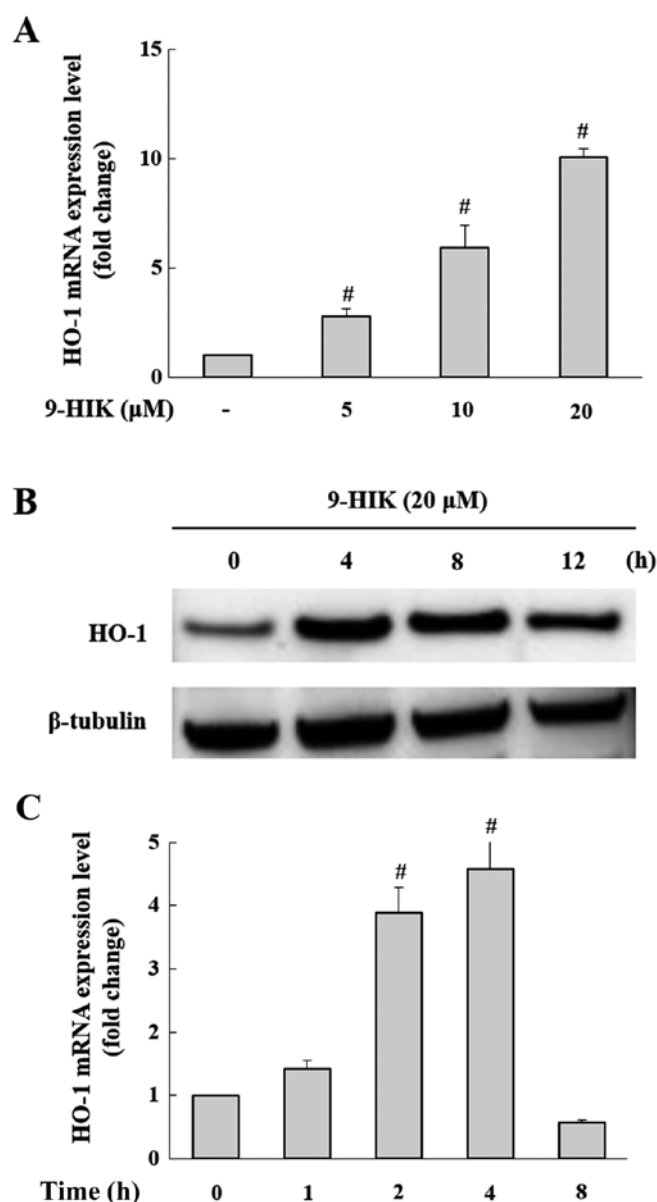 A
HO-1 mRNA expression level
(fold change)
15
10
5
0
#
#
#
9-HIK (μM)
-
5
10
20
B
9-HIK (20 μM)
0 4 8 12 (h)
HO-1
β-tubulin
C
HO-1 mRNA expression level
(fold change)
5
4
3
2
1
0
#
#
Time (h)
0 1 2 4 8